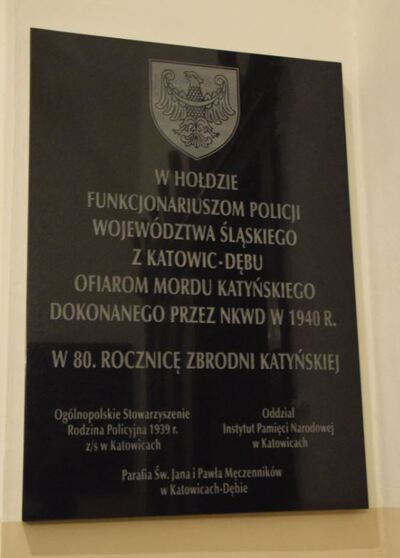 W HOŁDZIE
FUNKCJONARIUSZOM POLICJI
WOJEWÓDZTWA ŚLĄSKIEGO
Z KATOWIC-DĘBU
OFIAROM MORDU KATYŃSKIEGO
DOKONANEGO PRZEZ NKWD W 1940 R.
W 80. ROCZNICĘ ZBRODNI KATYŃSKIEJ
Ogólnopolskie Stowarzyszenie
Rodzina Policyjna 1939 r.
z/s w Katowicach
Oddział
Instytut Pamięci Narodowej
w Katowicach
Parafia Św. Jana i Pawła Męczenników
w Katowicach-Dębie